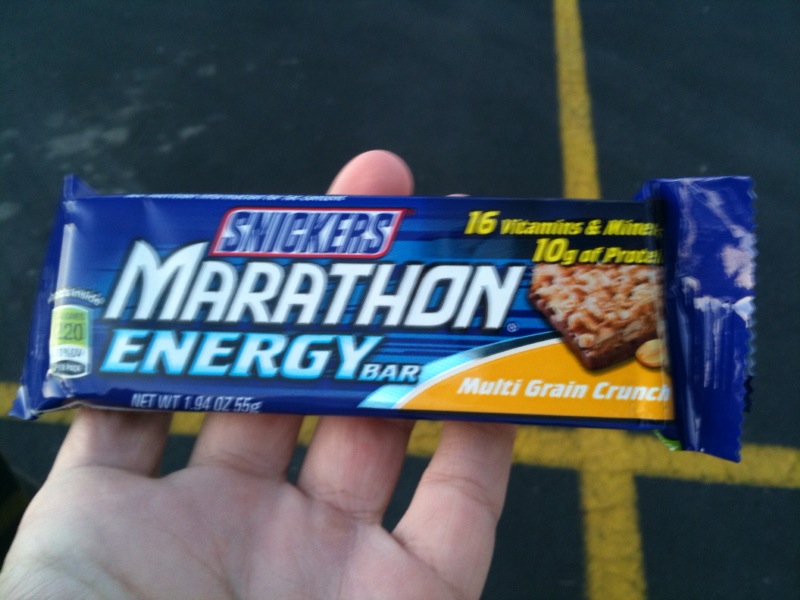 SNICKERS
MARATHON
ENERGY BAR
16 Vitamins & Mine
10g of Protei
Multi Grain Crunch
NET WT 1.94 OZ 55g